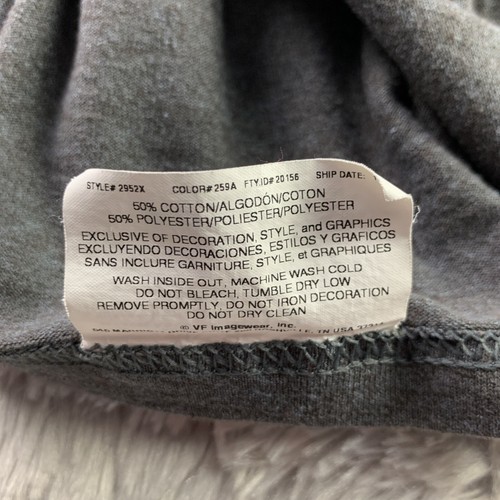 STYLE# 2952X COLOR# 259A FTY.ID# 20156 SHIP DATE:
50% COTTON/ALGODÓN/COTON
50% POLYESTER/POLIESTER/POLYESTER
EXCLUSIVE OF DECORATION, STYLE, and GRAPHICS
EXCLUYENDO DECORACIONES, ESTILOS Y GRAFICOS
SANS INCLURE GARNITURE, STYLE, et GRAPHIQUES
WASH INSIDE OUT, MACHINE WASH COLD
DO NOT BLEACH, TUMBLE DRY LOW
REMOVE PROMPTLY, DO NOT IRON DECORATION
DO NOT DRY CLEAN
© VF Imagewear, Inc.
TN USA